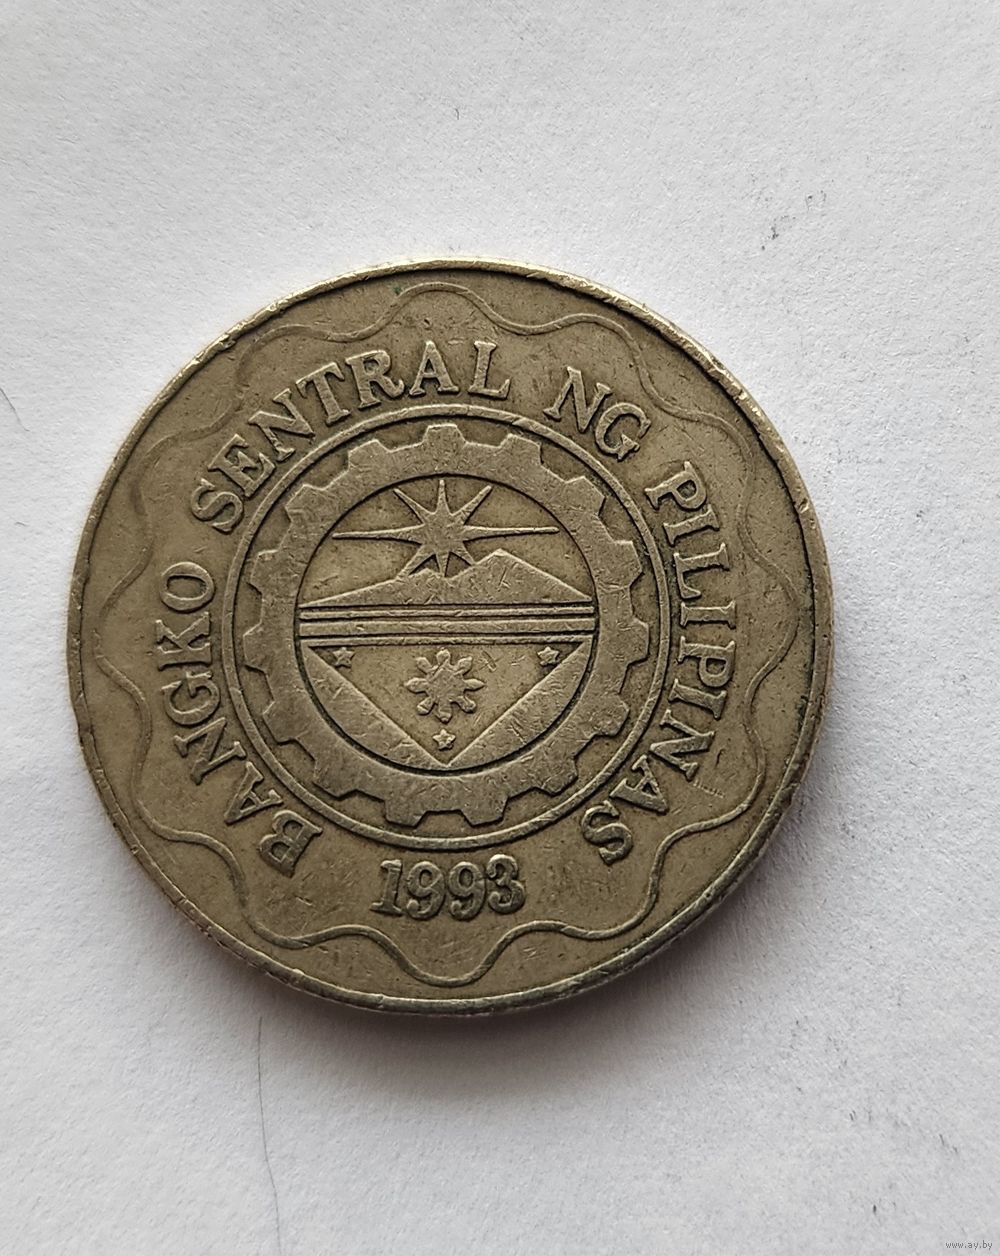 BANGKO SENTRAL NG PILIPINAS
1993
www.ay.by